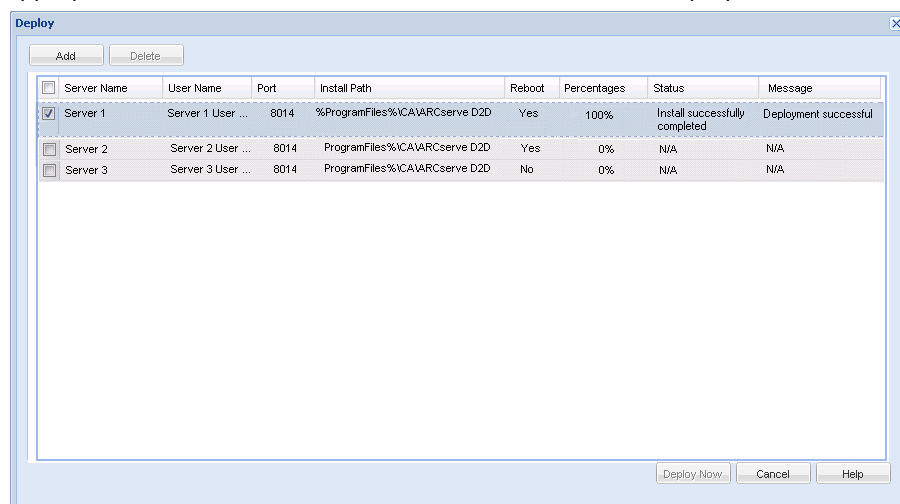 Deploy
Add Delete
Server Name User Name Port Install Path Reboot Percentages Status Message
Server 1 Server 1 User ... 8014 %ProgramFiles%\CA\ARCserve D2D Yes 100% Install successfully completed Deployment successful
Server 2 Server 2 User ... 8014 ProgramFiles%\CA\ARCserve D2D Yes 0% N/A N/A
Server 3 Server 3 User ... 8014 ProgramFiles%\CA\ARCserve D2D No 0% N/A N/A
Deploy Now Cancel Help